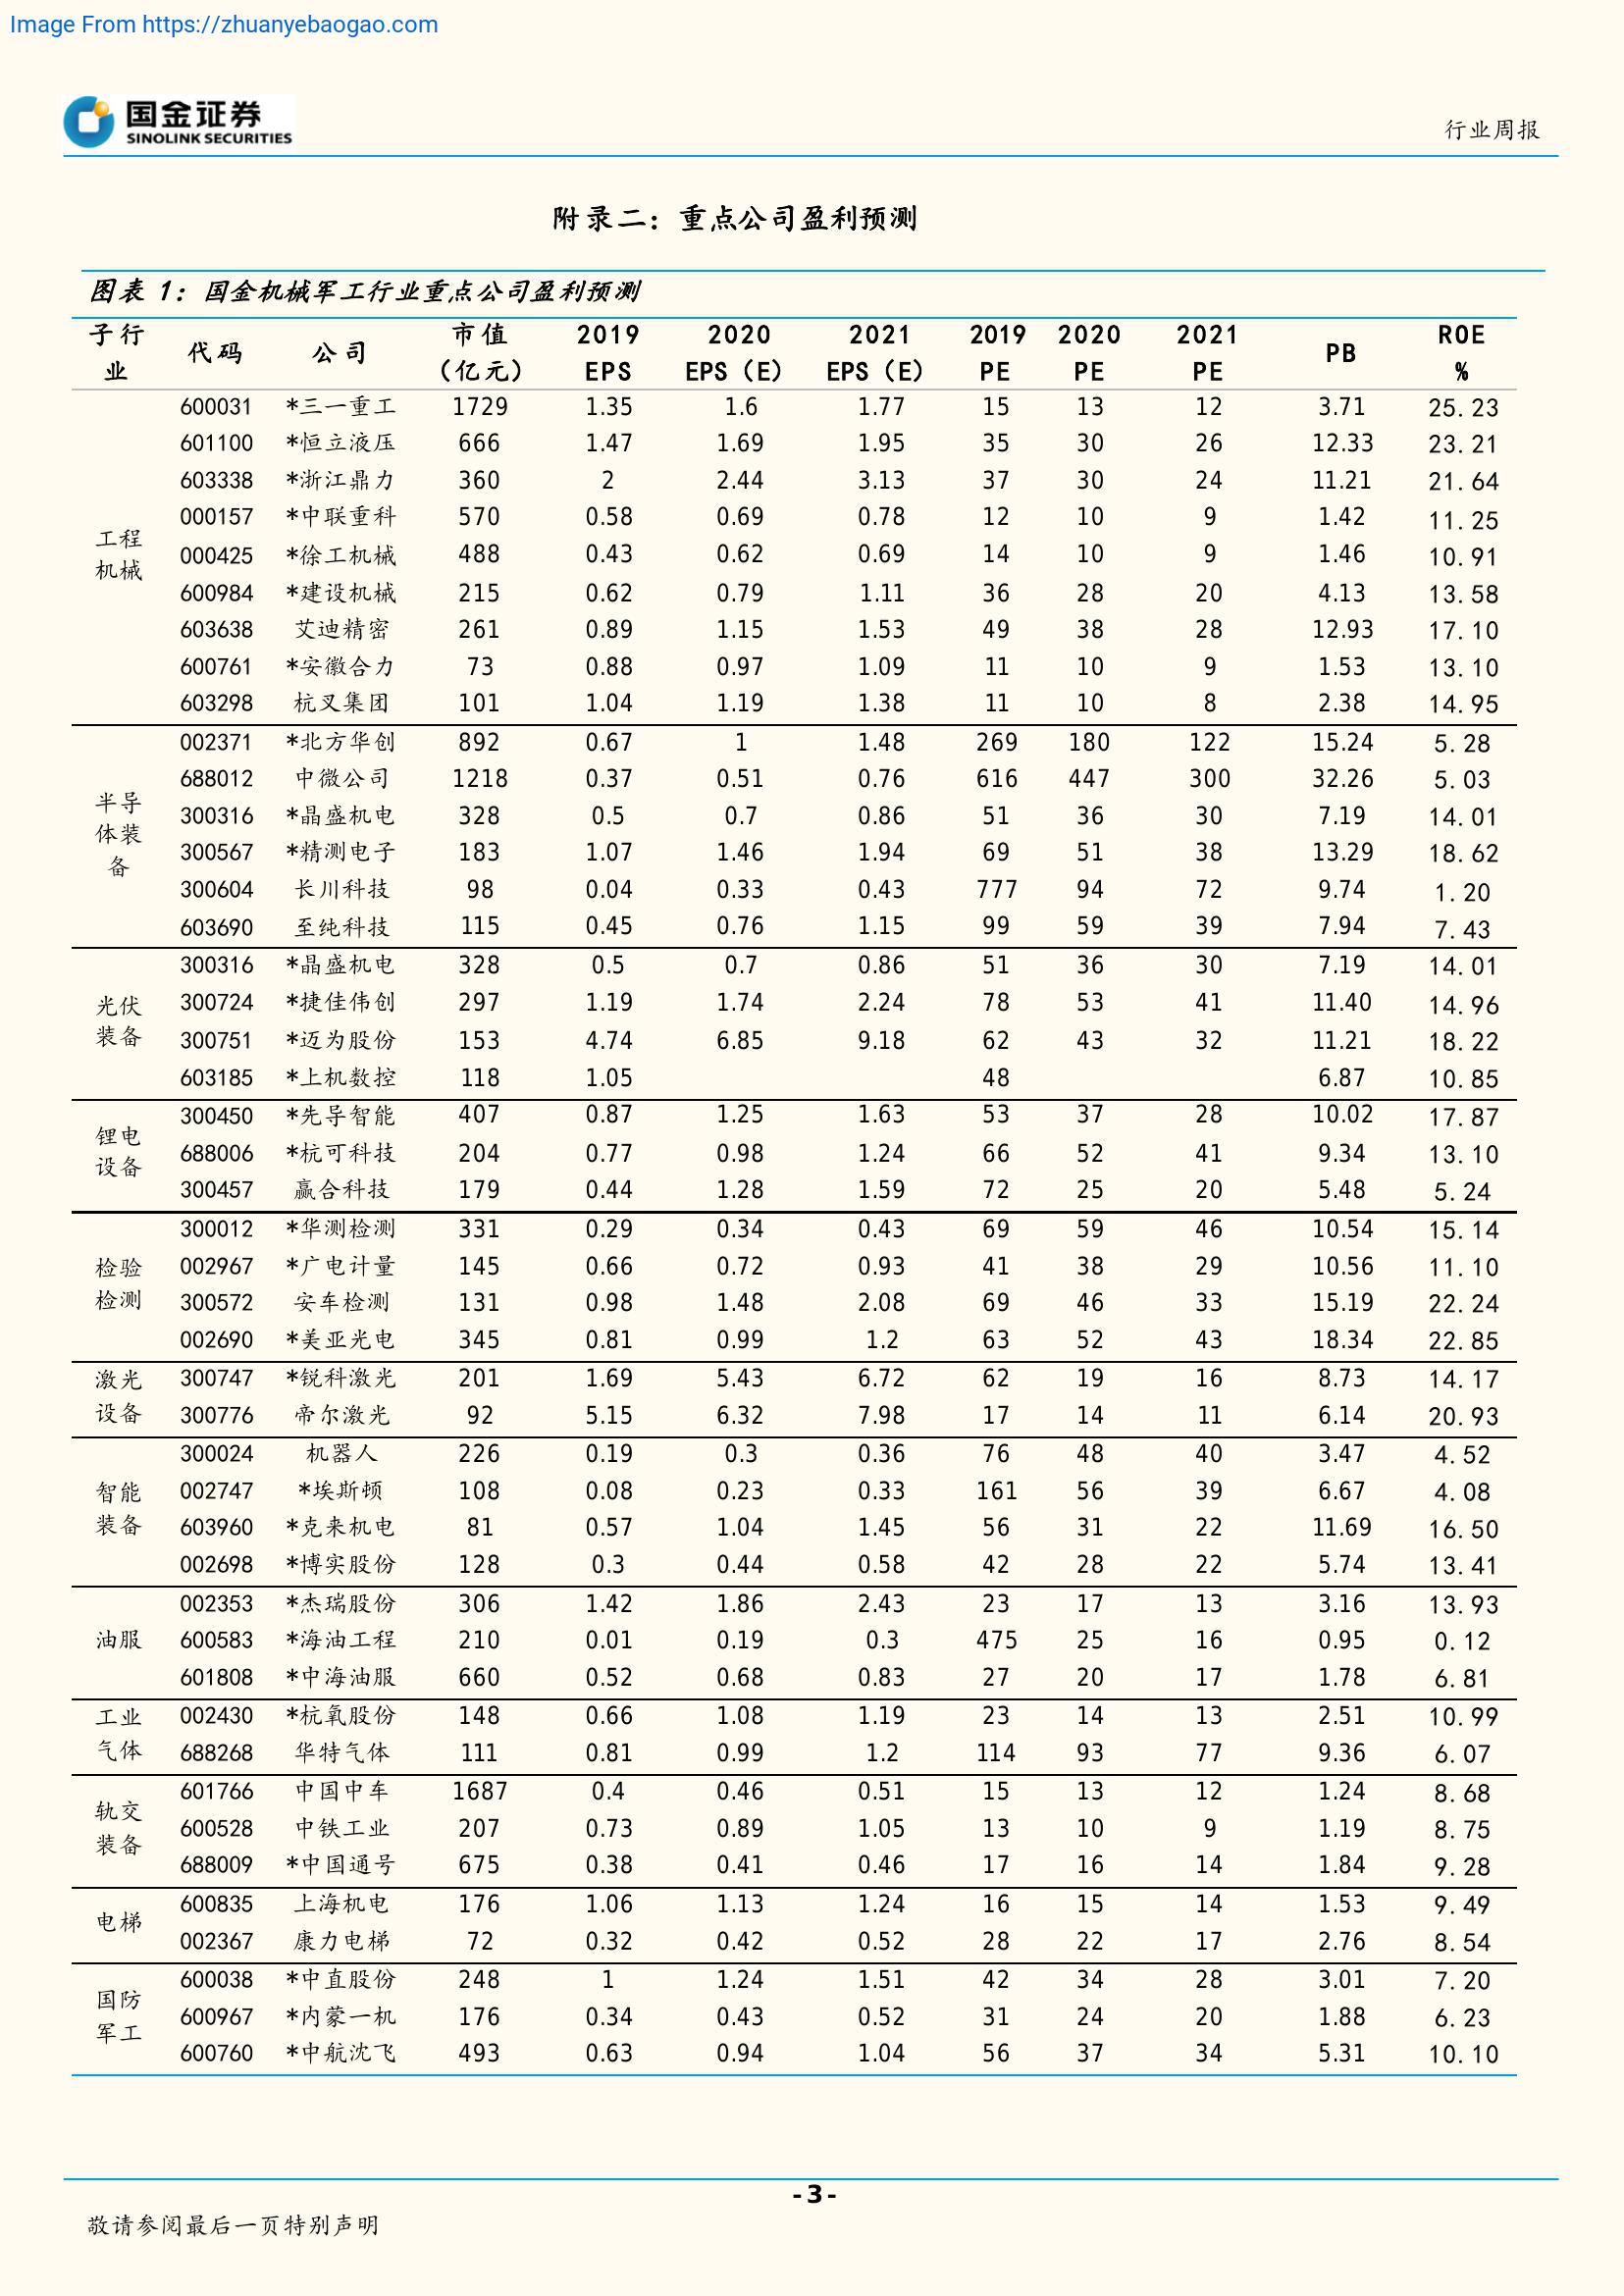 Image From https://zhuanyebaogao.com
国金证券
SINOLINK SECURITIES
行业周报
附录二：重点公司盈利预测
图表 1：国金机械军工行业重点公司盈利预测
子行业 代码 公司 市值（亿元） 2019 EPS 2020 EPS（E） 2021 EPS（E） 2019 PE 2020 PE 2021 PE PB ROE %
工程机械
600031 *三一重工 1729 1.35 1.6 1.77 15 13 12 3.71 25.23
601100 *恒立液压 666 1.47 1.69 1.95 35 30 26 12.33 23.21
603338 *浙江鼎力 360 2 2.44 3.13 37 30 24 11.21 21.64
000157 *中联重科 570 0.58 0.69 0.78 12 10 9 1.42 11.25
000425 *徐工机械 488 0.43 0.62 0.69 14 10 9 1.46 10.91
600984 *建设机械 215 0.62 0.79 1.11 36 28 20 4.13 13.58
603638 艾迪精密 261 0.89 1.15 1.53 49 38 28 12.93 17.10
600761 *安徽合力 73 0.88 0.97 1.09 11 10 9 1.53 13.10
603298 杭叉集团 101 1.04 1.19 1.38 11 10 8 2.38 14.95
半导体装备
002371 *北方华创 892 0.67 1 1.48 269 180 122 15.24 5.28
688012 中微公司 1218 0.37 0.51 0.76 616 447 300 32.26 5.03
300316 *晶盛机电 328 0.5 0.7 0.86 51 36 30 7.19 14.01
300567 *精测电子 183 1.07 1.46 1.94 69 51 38 13.29 18.62
300604 长川科技 98 0.04 0.33 0.43 777 94 72 9.74 1.20
603690 至纯科技 115 0.45 0.76 1.15 99 59 39 7.94 7.43
光伏装备
300316 *晶盛机电 328 0.5 0.7 0.86 51 36 30 7.19 14.01
300724 *捷佳伟创 297 1.19 1.74 2.24 78 53 41 11.40 14.96
300751 *迈为股份 153 4.74 6.85 9.18 62 43 32 11.21 18.22
603185 *上机数控 118 1.05 48 6.87 10.85
锂电设备
300450 *先导智能 407 0.87 1.25 1.63 53 37 28 10.02 17.87
688006 *杭可科技 204 0.77 0.98 1.24 66 52 41 9.34 13.10
300457 赢合科技 179 0.44 1.28 1.59 72 25 20 5.48 5.24
检验检测
300012 *华测检测 331 0.29 0.34 0.43 69 59 46 10.54 15.14
002967 *广电计量 145 0.66 0.72 0.93 41 38 29 10.56 11.10
300572 安车检测 131 0.98 1.48 2.08 69 46 33 15.19 22.24
002690 *美亚光电 345 0.81 0.99 1.2 63 52 43 18.34 22.85
激光设备
300747 *锐科激光 201 1.69 5.43 6.72 62 19 16 8.73 14.17
300776 帝尔激光 92 5.15 6.32 7.98 17 14 11 6.14 20.93
智能装备
300024 机器人 226 0.19 0.3 0.36 76 48 40 3.47 4.52
002747 *埃斯顿 108 0.08 0.23 0.33 161 56 39 6.67 4.08
603960 *克来机电 81 0.57 1.04 1.45 56 31 22 11.69 16.50
002698 *博实股份 128 0.3 0.44 0.58 42 28 22 5.74 13.41
油服
002353 *杰瑞股份 306 1.42 1.86 2.43 23 17 13 3.16 13.93
600583 *海油工程 210 0.01 0.19 0.3 475 25 16 0.95 0.12
601808 *中海油服 660 0.52 0.68 0.83 27 20 17 1.78 6.81
工业气体
002430 *杭氧股份 148 0.66 1.08 1.19 23 14 13 2.51 10.99
688268 华特气体 111 0.81 0.99 1.2 114 93 77 9.36 6.07
轨交装备
601766 中国中车 1687 0.4 0.46 0.51 15 13 12 1.24 8.68
600528 中铁工业 207 0.73 0.89 1.05 13 10 9 1.19 8.75
688009 *中国通号 675 0.38 0.41 0.46 17 16 14 1.84 9.28
电梯
600835 上海机电 176 1.06 1.13 1.24 16 15 14 1.53 9.49
002367 康力电梯 72 0.32 0.42 0.52 28 22 17 2.76 8.54
国防军工
600038 *中直股份 248 1 1.24 1.51 42 34 28 3.01 7.20
600967 *内蒙一机 176 0.34 0.43 0.52 31 24 20 1.88 6.23
600760 *中航沈飞 493 0.63 0.94 1.04 56 37 34 5.31 10.10
- 3 -
敬请参阅最后一页特别声明